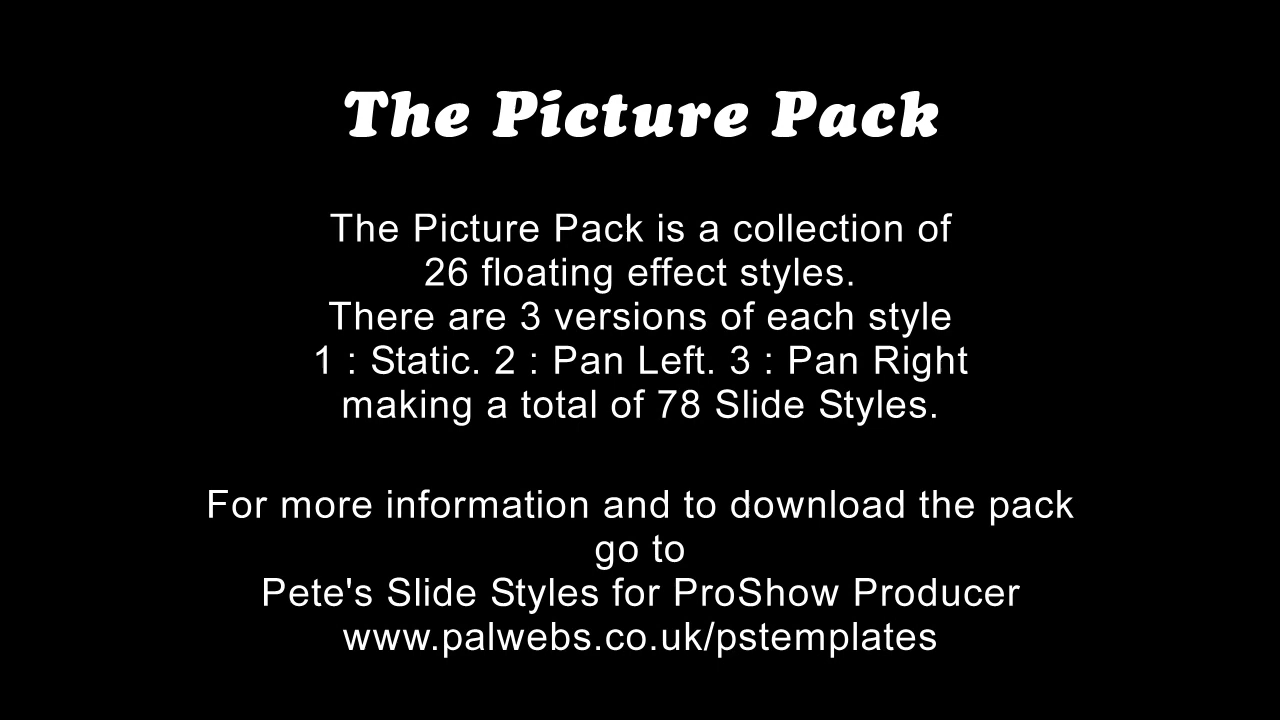 The Picture Pack
The Picture Pack is a collection of
26 floating effect styles.
There are 3 versions of each style
1 : Static. 2 : Pan Left. 3 : Pan Right
making a total of 78 Slide Styles.
For more information and to download the pack
go to
Pete's Slide Styles for ProShow Producer
www.palwebs.co.uk/pstemplates